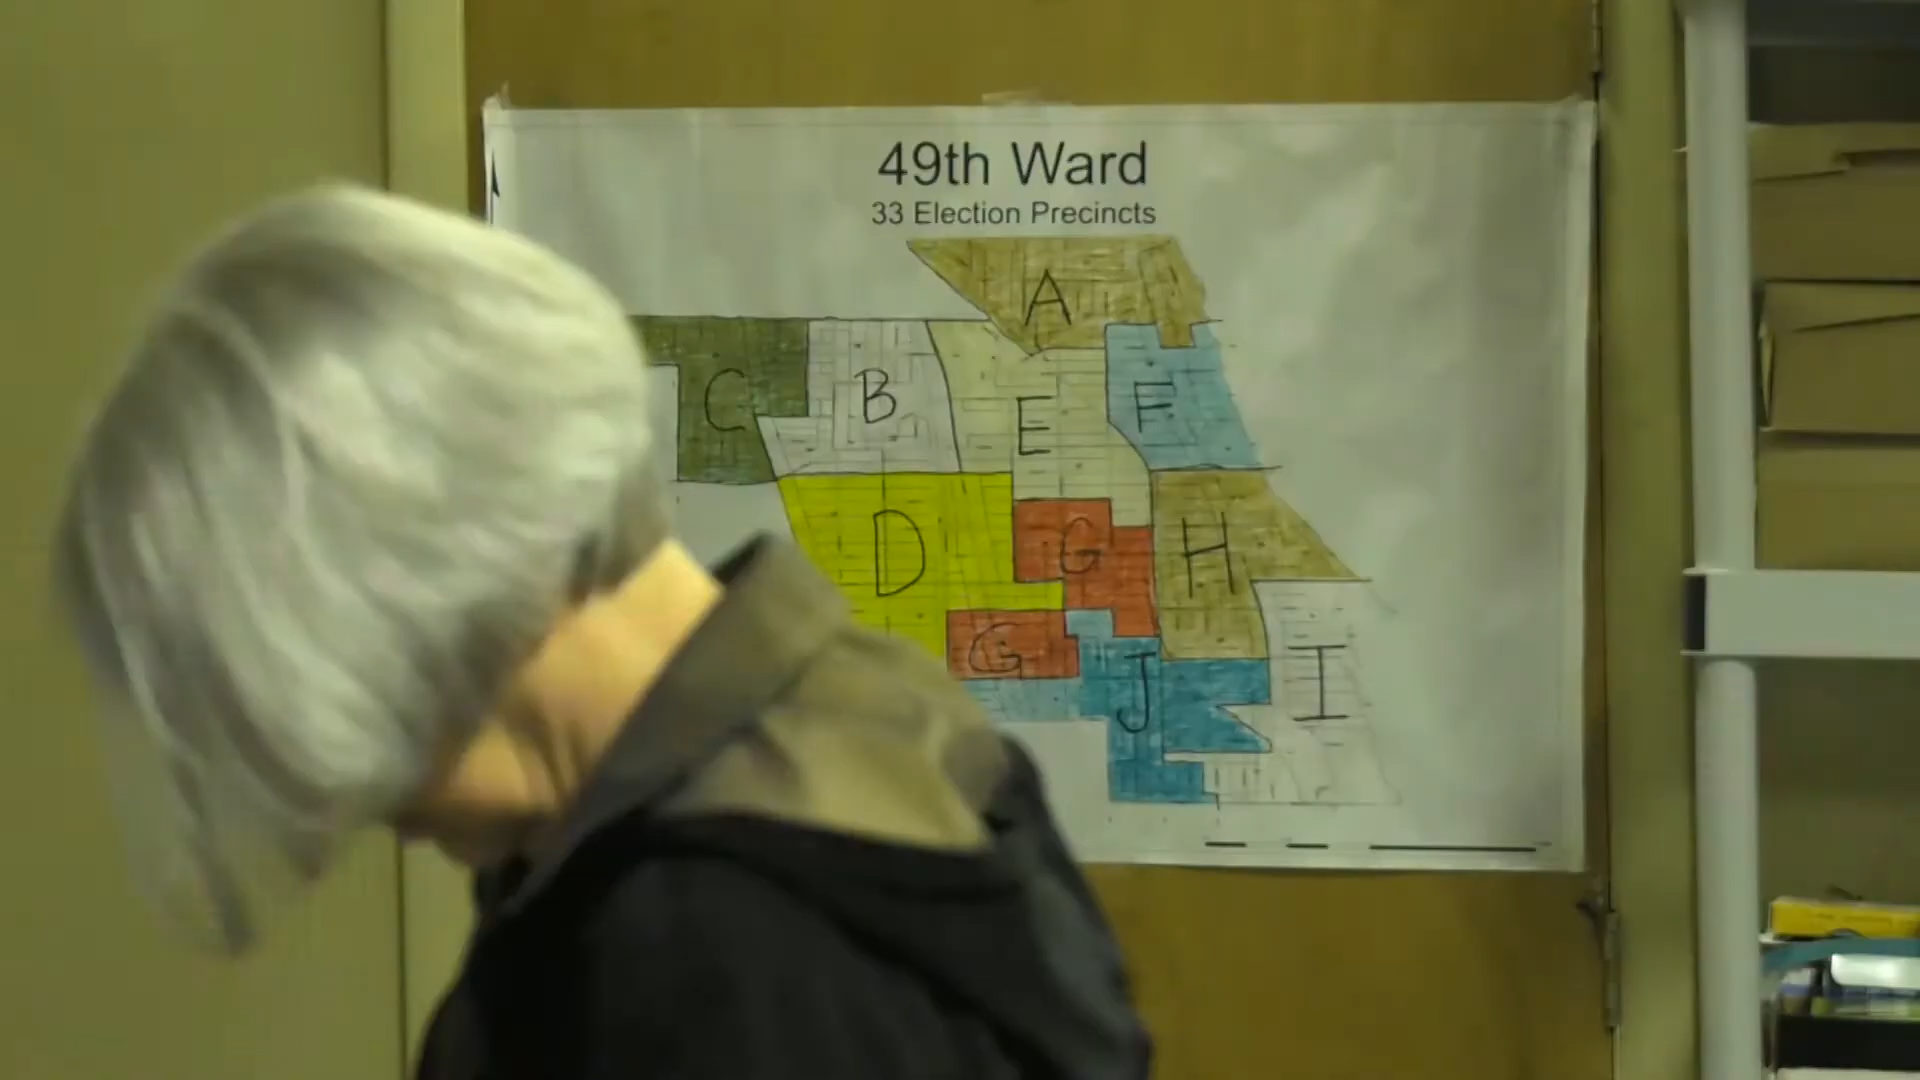 49th Ward
33 Election Precincts
A
C B E F
D G H
G J I